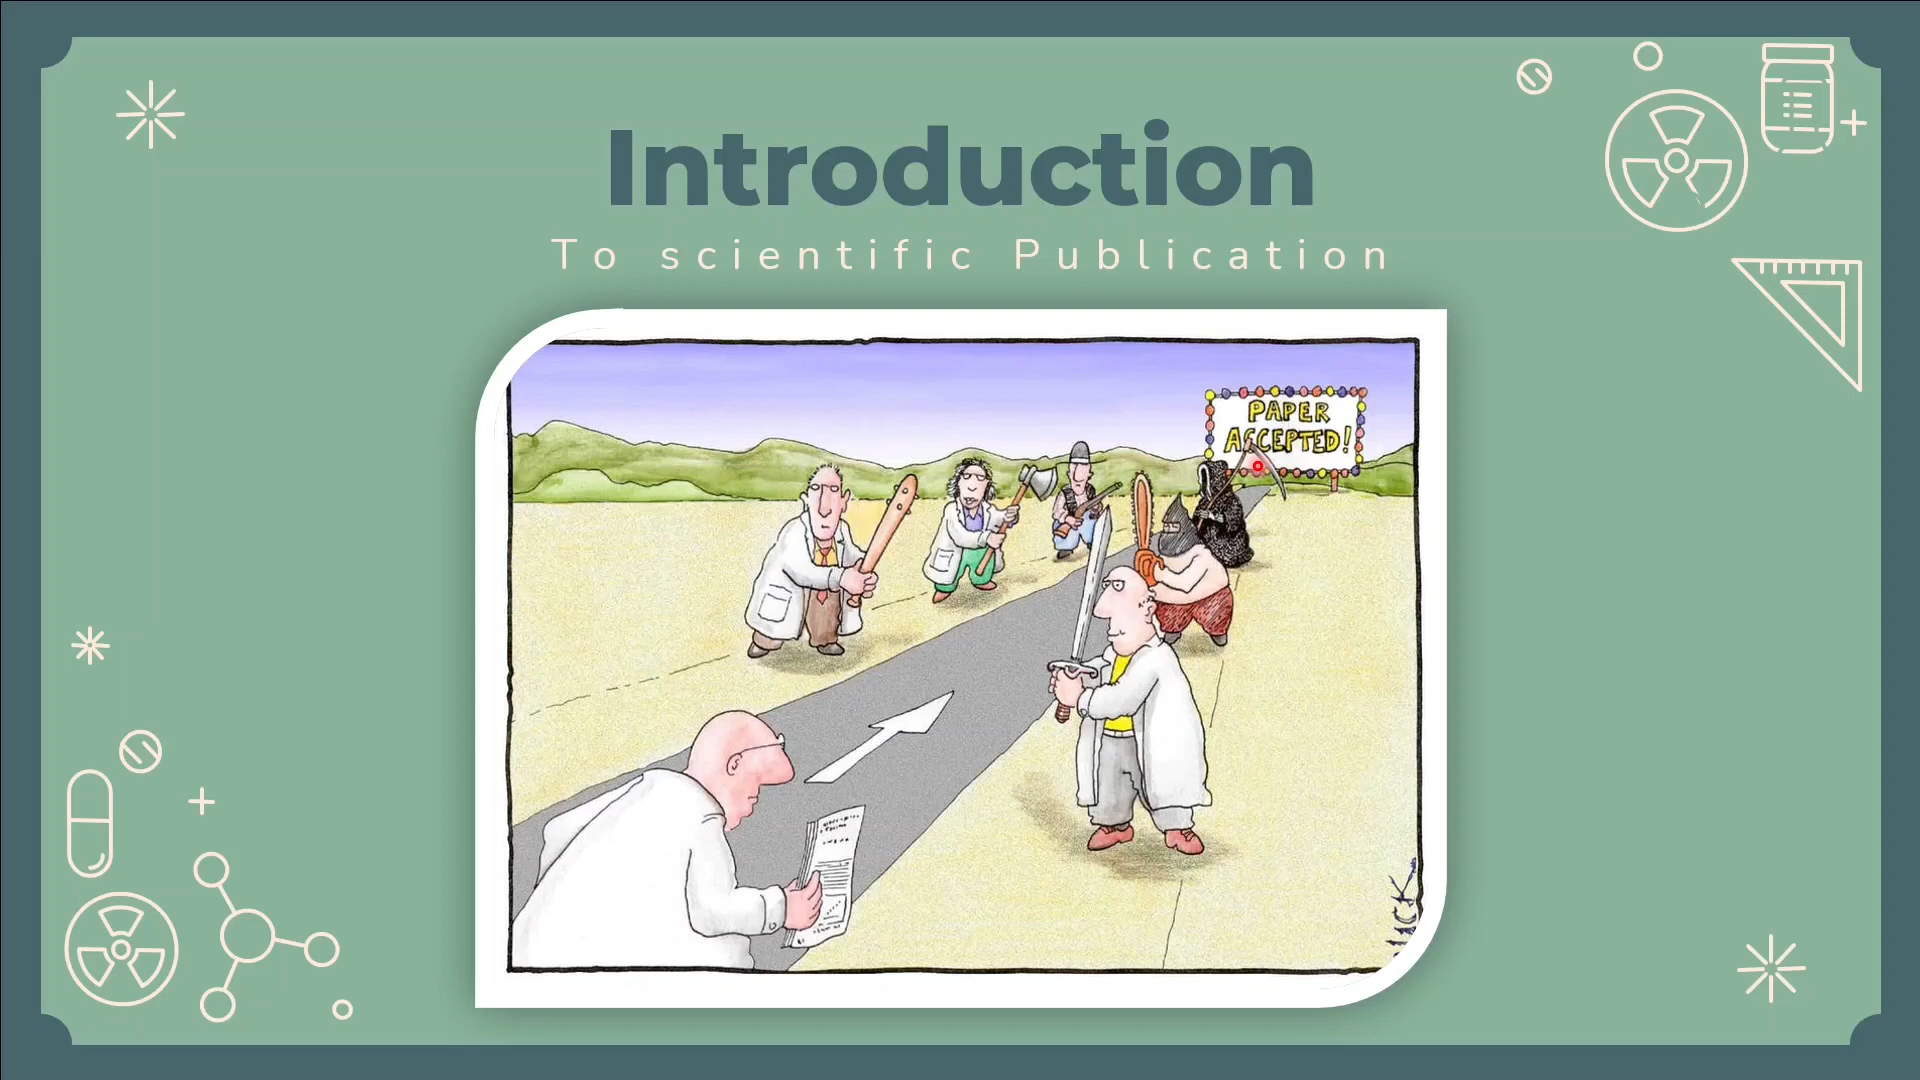 Introduction
To scientific Publication
PAPER
ACCEPTED!